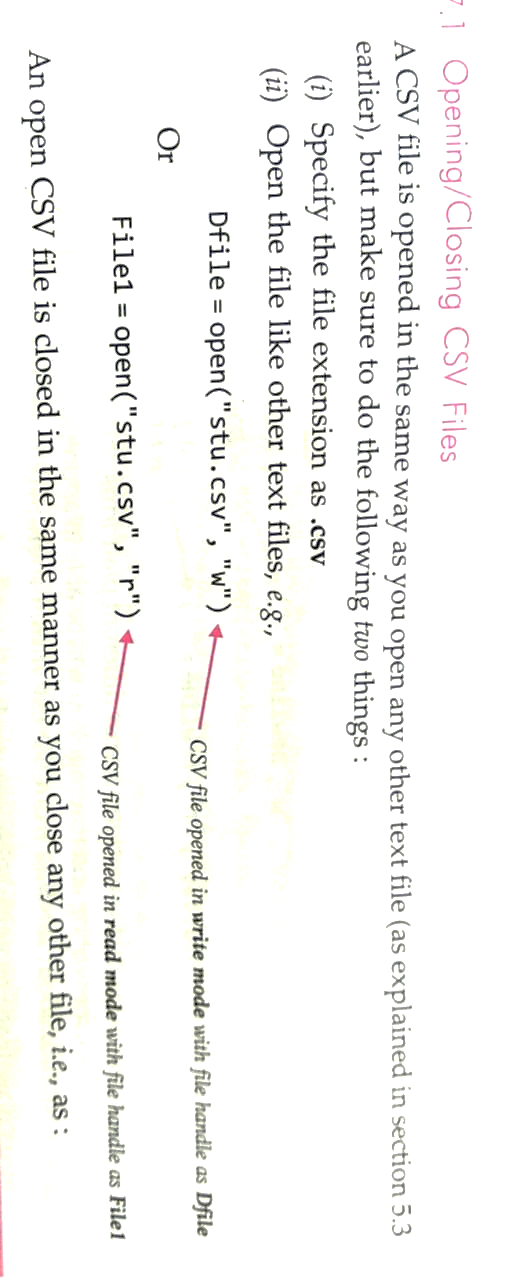 7.1 Opening/Closing CSV Files
A CSV file is opened in the same way as you open any other text file (as explained in section 5.3
earlier), but make sure to do the following two things :
(i) Specify the file extension as .csv
(ii) Open the file like other text files, e.g.,
Dfile = open("stu.csv", "w") CSV file opened in write mode with file handle as Dfile
Or
File1 = open("stu.csv", "r") CSV file opened in read mode with file handle as File1
An open CSV file is closed in the same manner as you close any other file, i.e., as :